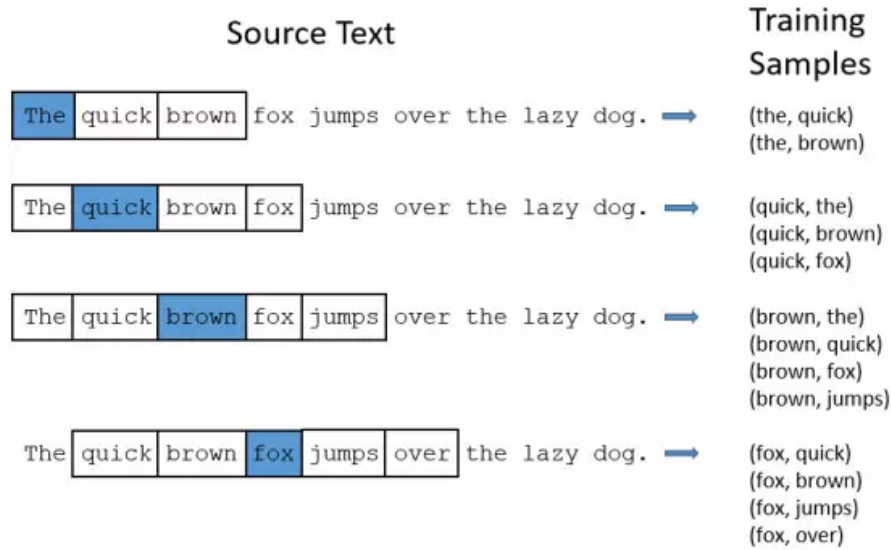 Source Text
Training
Samples
The quick brown fox jumps over the lazy dog.
(the, quick)
(the, brown)
The quick brown fox jumps over the lazy dog.
(quick, the)
(quick, brown)
(quick, fox)
The quick brown fox jumps over the lazy dog.
(brown, the)
(brown, quick)
(brown, fox)
(brown, jumps)
The quick brown fox jumps over the lazy dog.
(fox, quick)
(fox, brown)
(fox, jumps)
(fox, over)